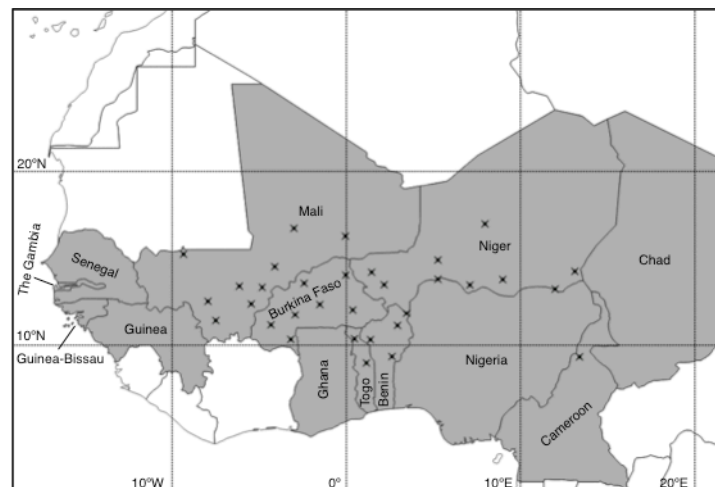 20°N
Mali
The Gambia
Senegal
Niger
Chad
Burkina Faso
Guinea
10°N
Guinea-Bissau
Ghana
Togo
Benin
Nigeria
Cameroon
10°W
0°
10°E
20°E